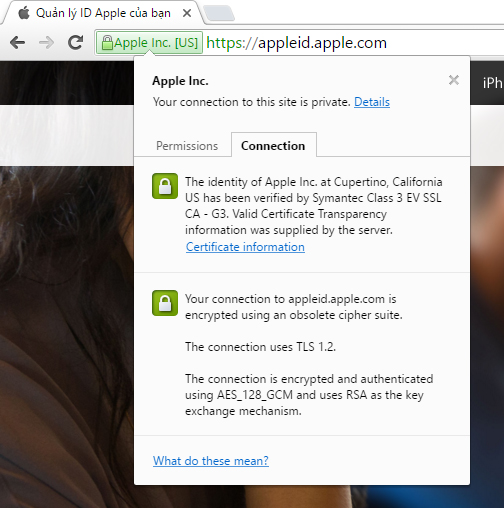 Quản lý ID Apple của bạn
Apple Inc. [US] https://appleid.apple.com
Apple Inc.
Your connection to this site is private. Details
iPh
Permissions Connection
The identity of Apple Inc. at Cupertino, California
US has been verified by Symantec Class 3 EV SSL
CA - G3. Valid Certificate Transparency
information was supplied by the server.
Certificate information
Your connection to appleid.apple.com is
encrypted using an obsolete cipher suite.
The connection uses TLS 1.2.
The connection is encrypted and authenticated
using AES_128_GCM and uses RSA as the key
exchange mechanism.
What do these mean?